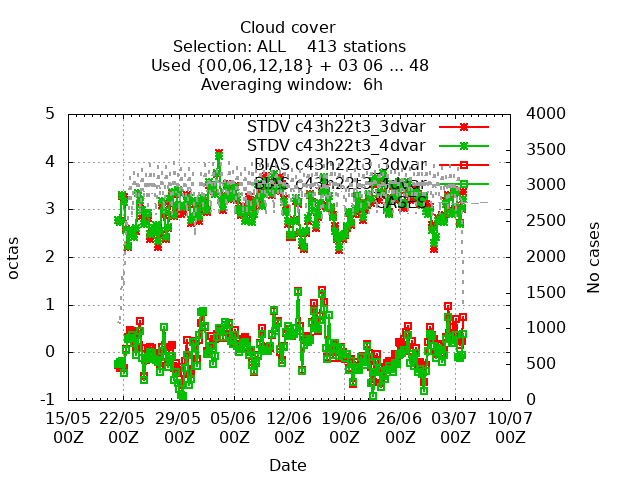 Cloud cover
Selection: ALL    413 stations
Used {00,06,12,18} + 03 06 ... 48
Averaging window:  6h
5
4
3
2
1
0
-1
octas
4000
3500
3000
2500
2000
1500
1000
500
0
No cases
STDV c43h22t3_3dvar
STDV c43h22t3_4dvar
BIAS c43h22t3_3dvar
BIAS c43h22t3_4dvar
CASES
15/05 22/05 29/05 05/06 12/06 19/06 26/06 03/07 10/07
00Z 00Z 00Z 00Z 00Z 00Z 00Z 00Z 00Z
Date